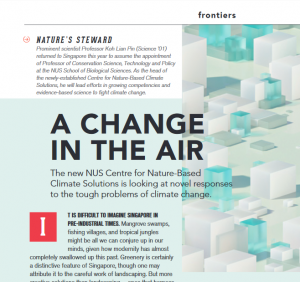 frontiers
NATURE'S STEWARD
Prominent scientist Professor Koh Lian Pin (Science '01)
returned to Singapore this year to assume the appointment
of Professor of Conservation Science, Technology and Policy
at the NUS School of Biological Sciences. As the head of
the newly-established Centre for Nature-Based Climate
Solutions, he will lead efforts in growing competencies and
evidence-based science to fight climate change.
A CHANGE
IN THE AIR
The new NUS Centre for Nature-Based
Climate Solutions is looking at novel responses
to the tough problems of climate change.
IT IS DIFFICULT TO IMAGINE SINGAPORE IN
PRE-INDUSTRIAL TIMES. Mangrove swamps,
fishing villages, and tropical jungles
might be all we can conjure up in our
minds, given how modernity has almost
completely swallowed up this past. Greenery is certainly
a distinctive feature of Singapore, though one may
attribute it to the careful work of landscaping. But more